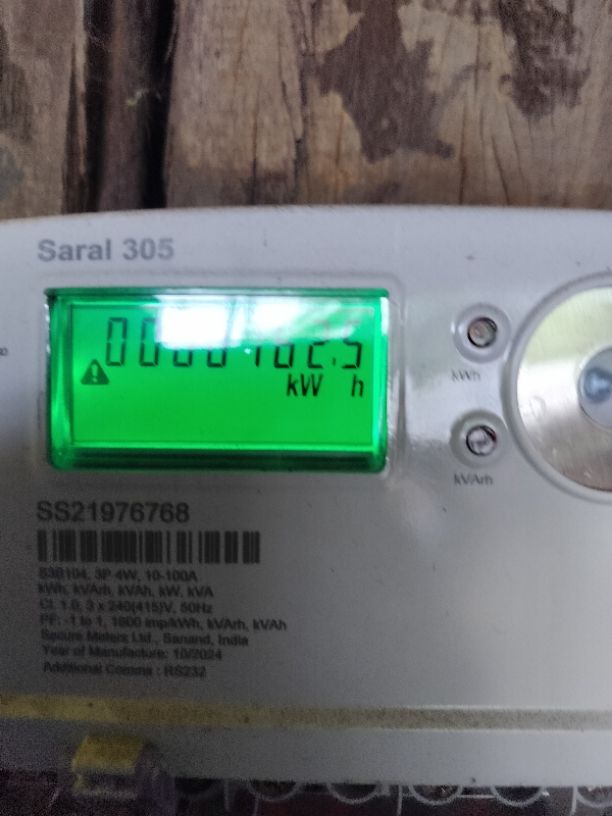 Saral 305
kW h
kWh
kVArh
SS21976768
S3B104, 3P 4W, 10-100A
kWh, kVArh, kVAh, kW, kVA
Cl. 1.0, 3 x 240(415)V, 50Hz
PF: -1 to 1, 1600 imp/kWh, kVArh, kVAh
Secure Meters Ltd., Sanand, India
Year of Manufacture: 10/2024
Additional Comms : RS232